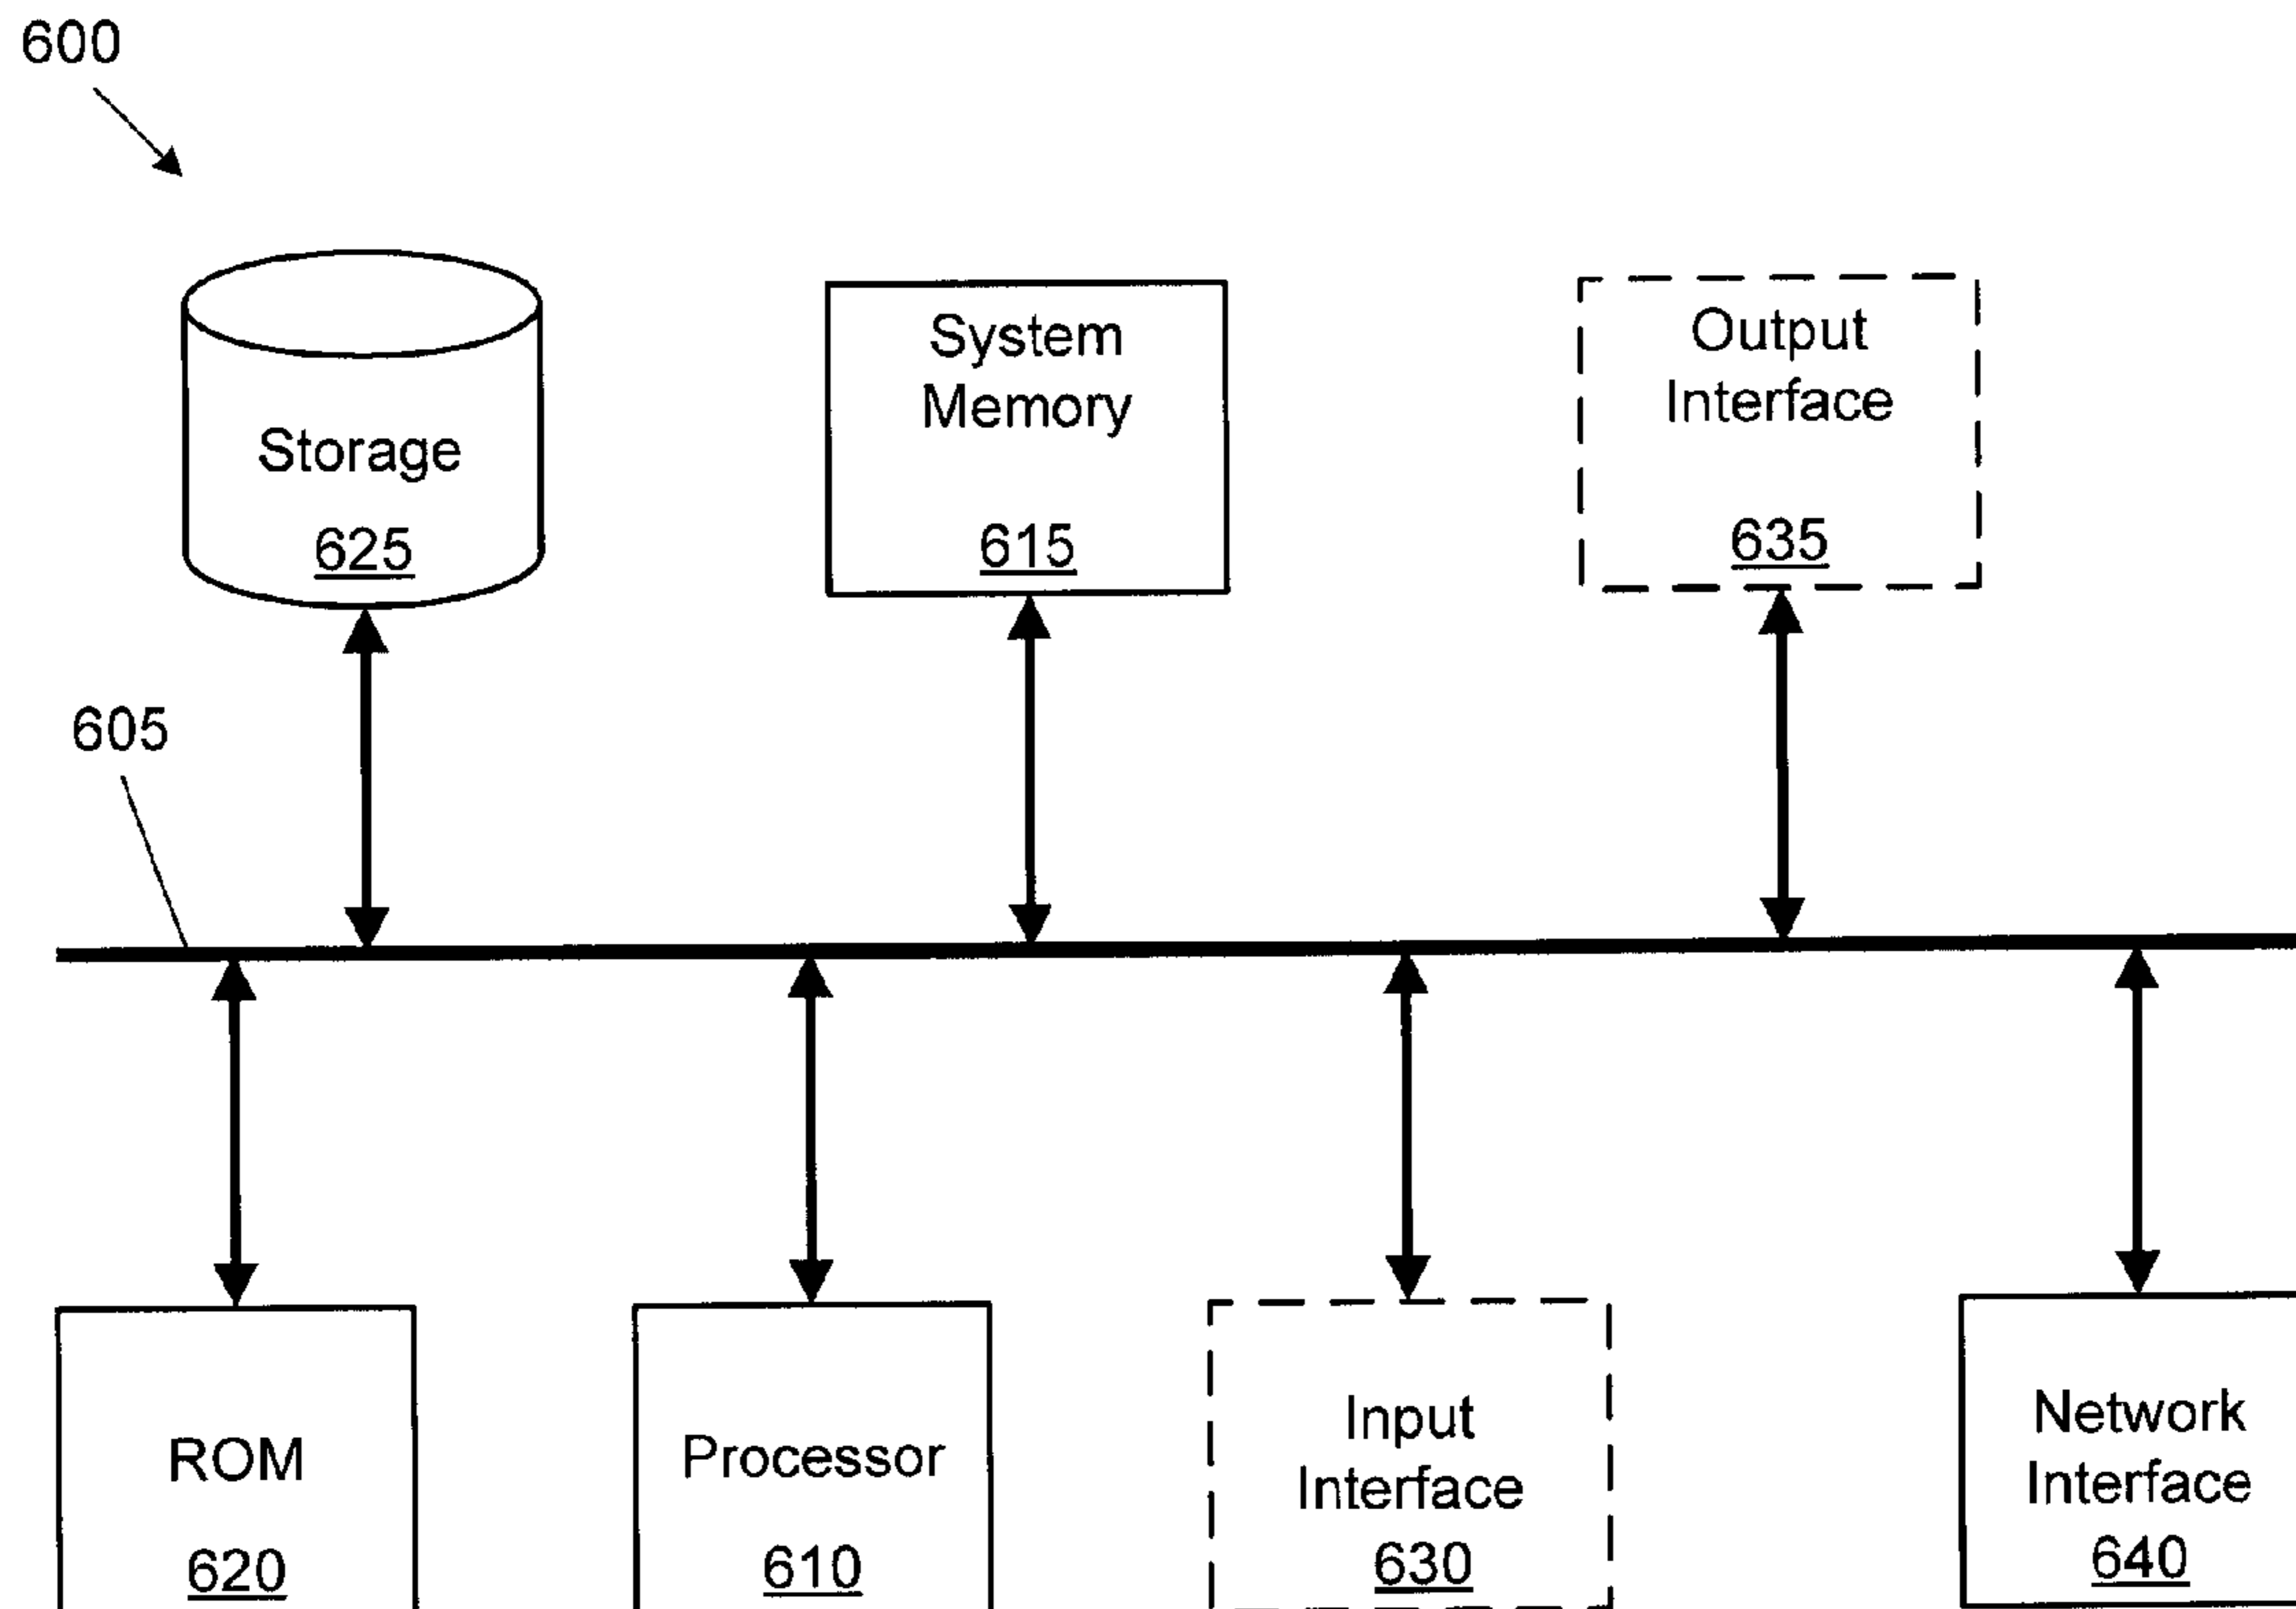 600
Storage
625
System
Memory
615
Output
Interface
635
605
ROM
620
Processor
610
Input
Interface
630
Network
Interface
640